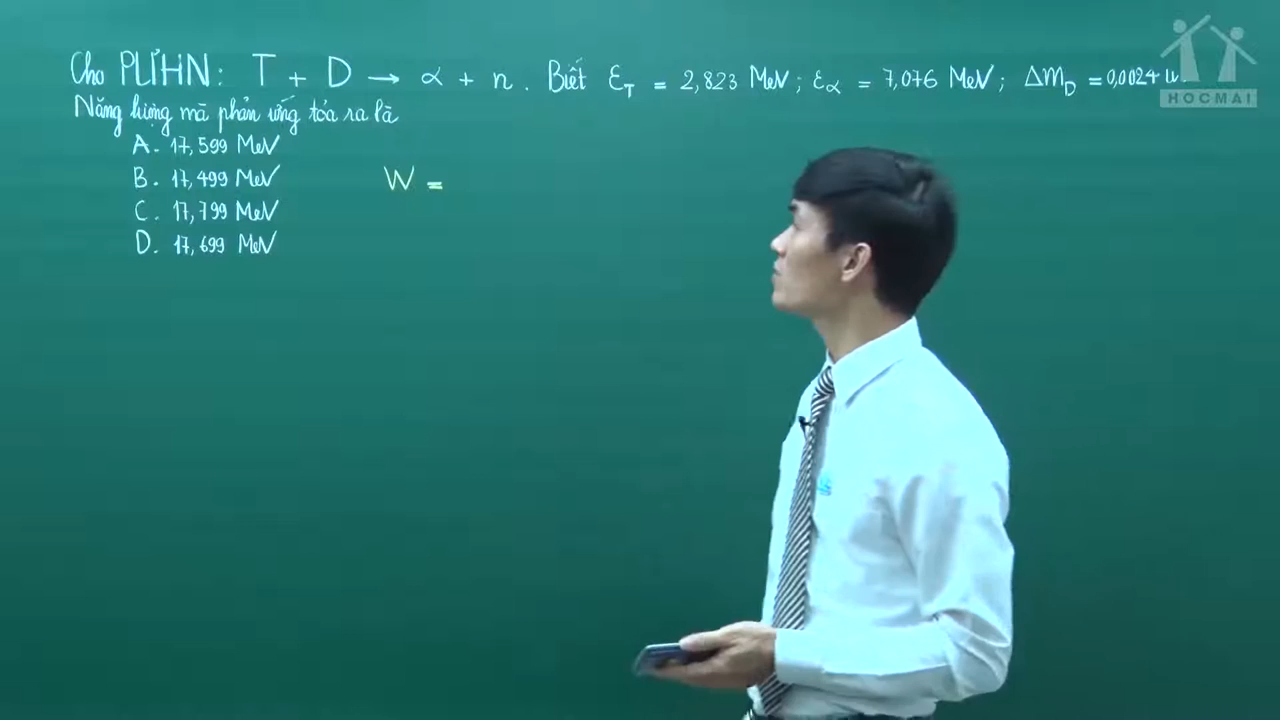 Cho PƯHN: T + D → α + n. Biết ε_T = 2,823 MeV; ε_α = 7,076 MeV; Δm_D = 0,0024 u.
Năng lượng mà phản ứng tỏa ra là
A. 17,599 MeV
B. 17,499 MeV
C. 17,799 MeV
D. 17,699 MeV
W =
HOCMAI